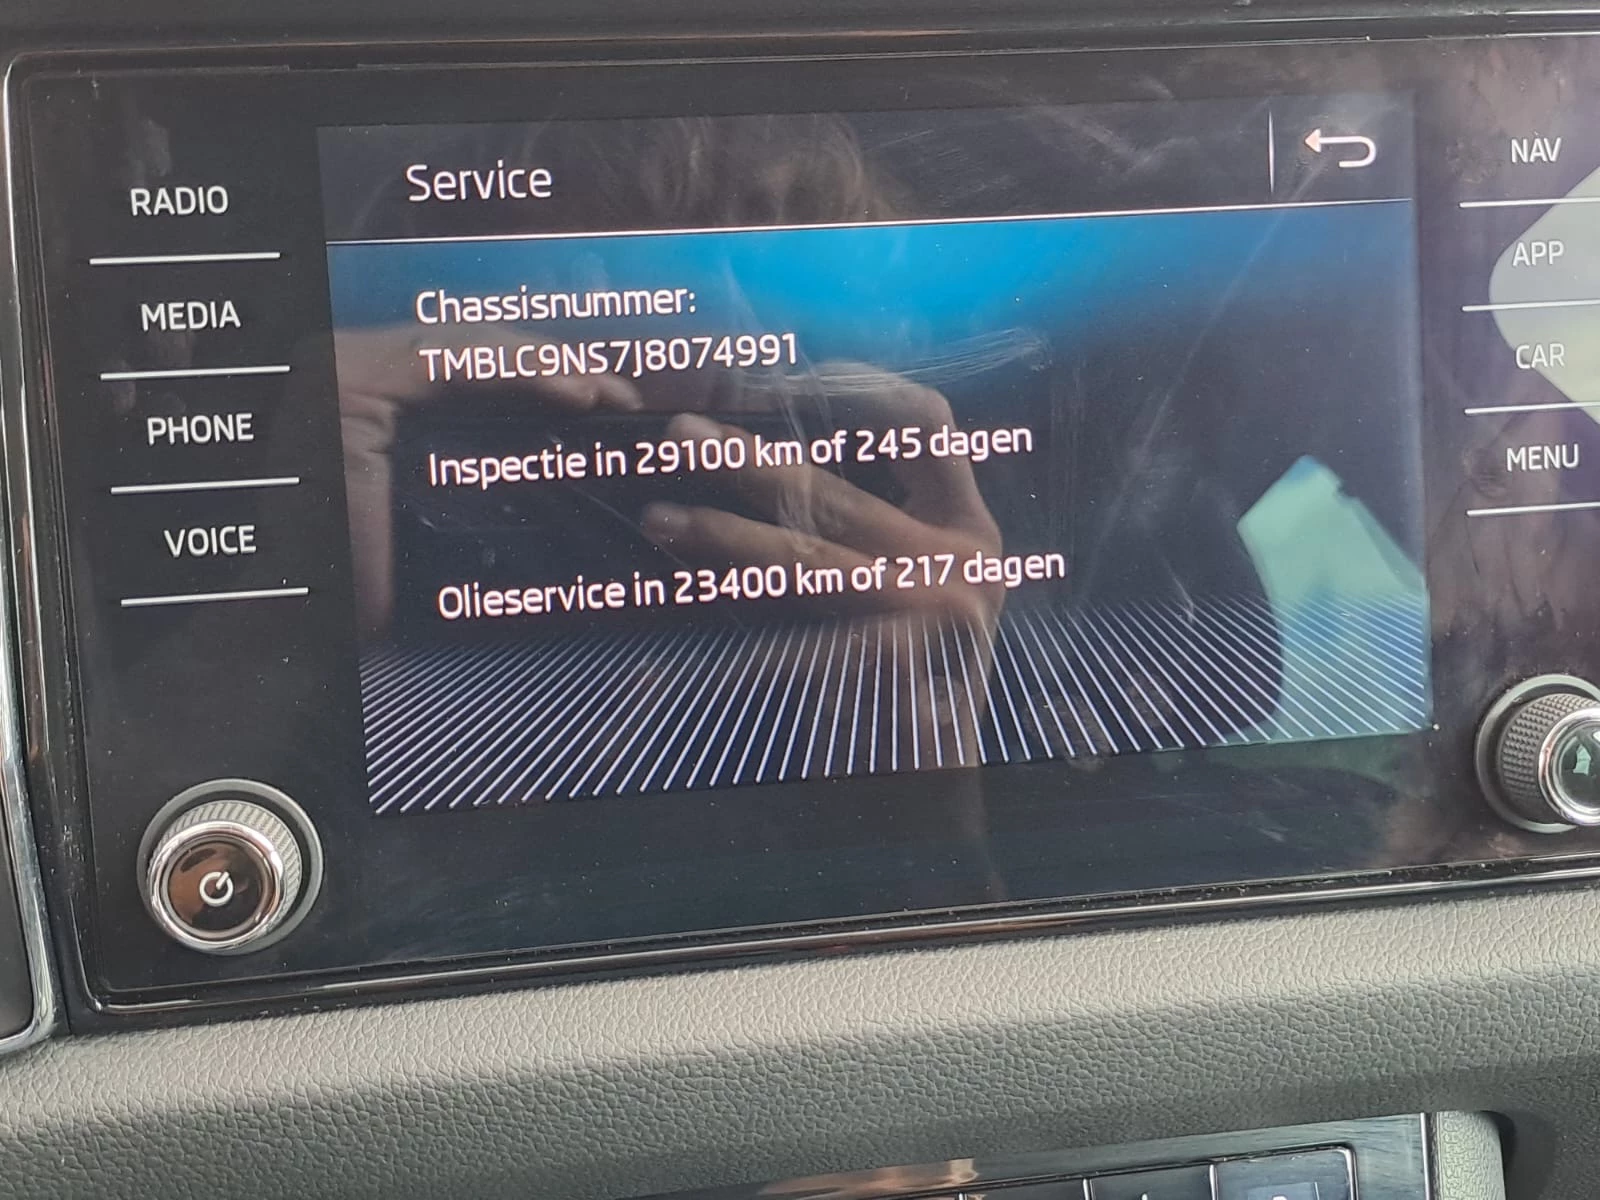 Service
RADIO
MEDIA
PHONE
VOICE
Chassisnummer:
TMBLC9NS7J8074991
Inspectie in 29100 km of 245 dagen
Olieservice in 23400 km of 217 dagen
NAV
APP
CAR
MENU